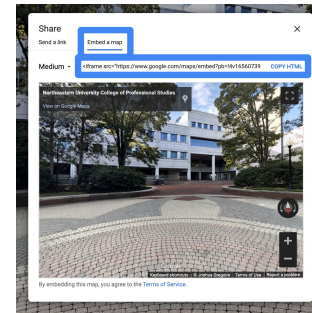 Share
Send a link
Embed a map
Medium
<iframe src="https://www.google.com/maps/embed?pb=!4v16560739
COPY HTML
Northeastern University College of Professional Studies
View on Google Maps
Google
Keyboard shortcuts
© Joshua Gregoire
Terms of Use
Report a problem
By embedding this map, you agree to the Terms of Service.